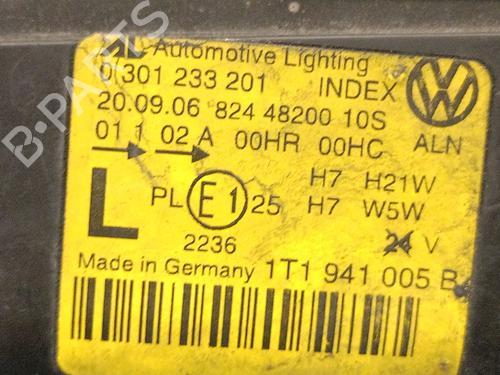 AL Automotive Lighting
0 301 233 201 INDEX
20.09.06 824 48200 10S
01 1 02 A 00HR 00HC ALN
H7 H21W
L PL E1 25 H7 W5W
2236 24 V
Made in Germany 1T1 941 005 B
B-PARTS